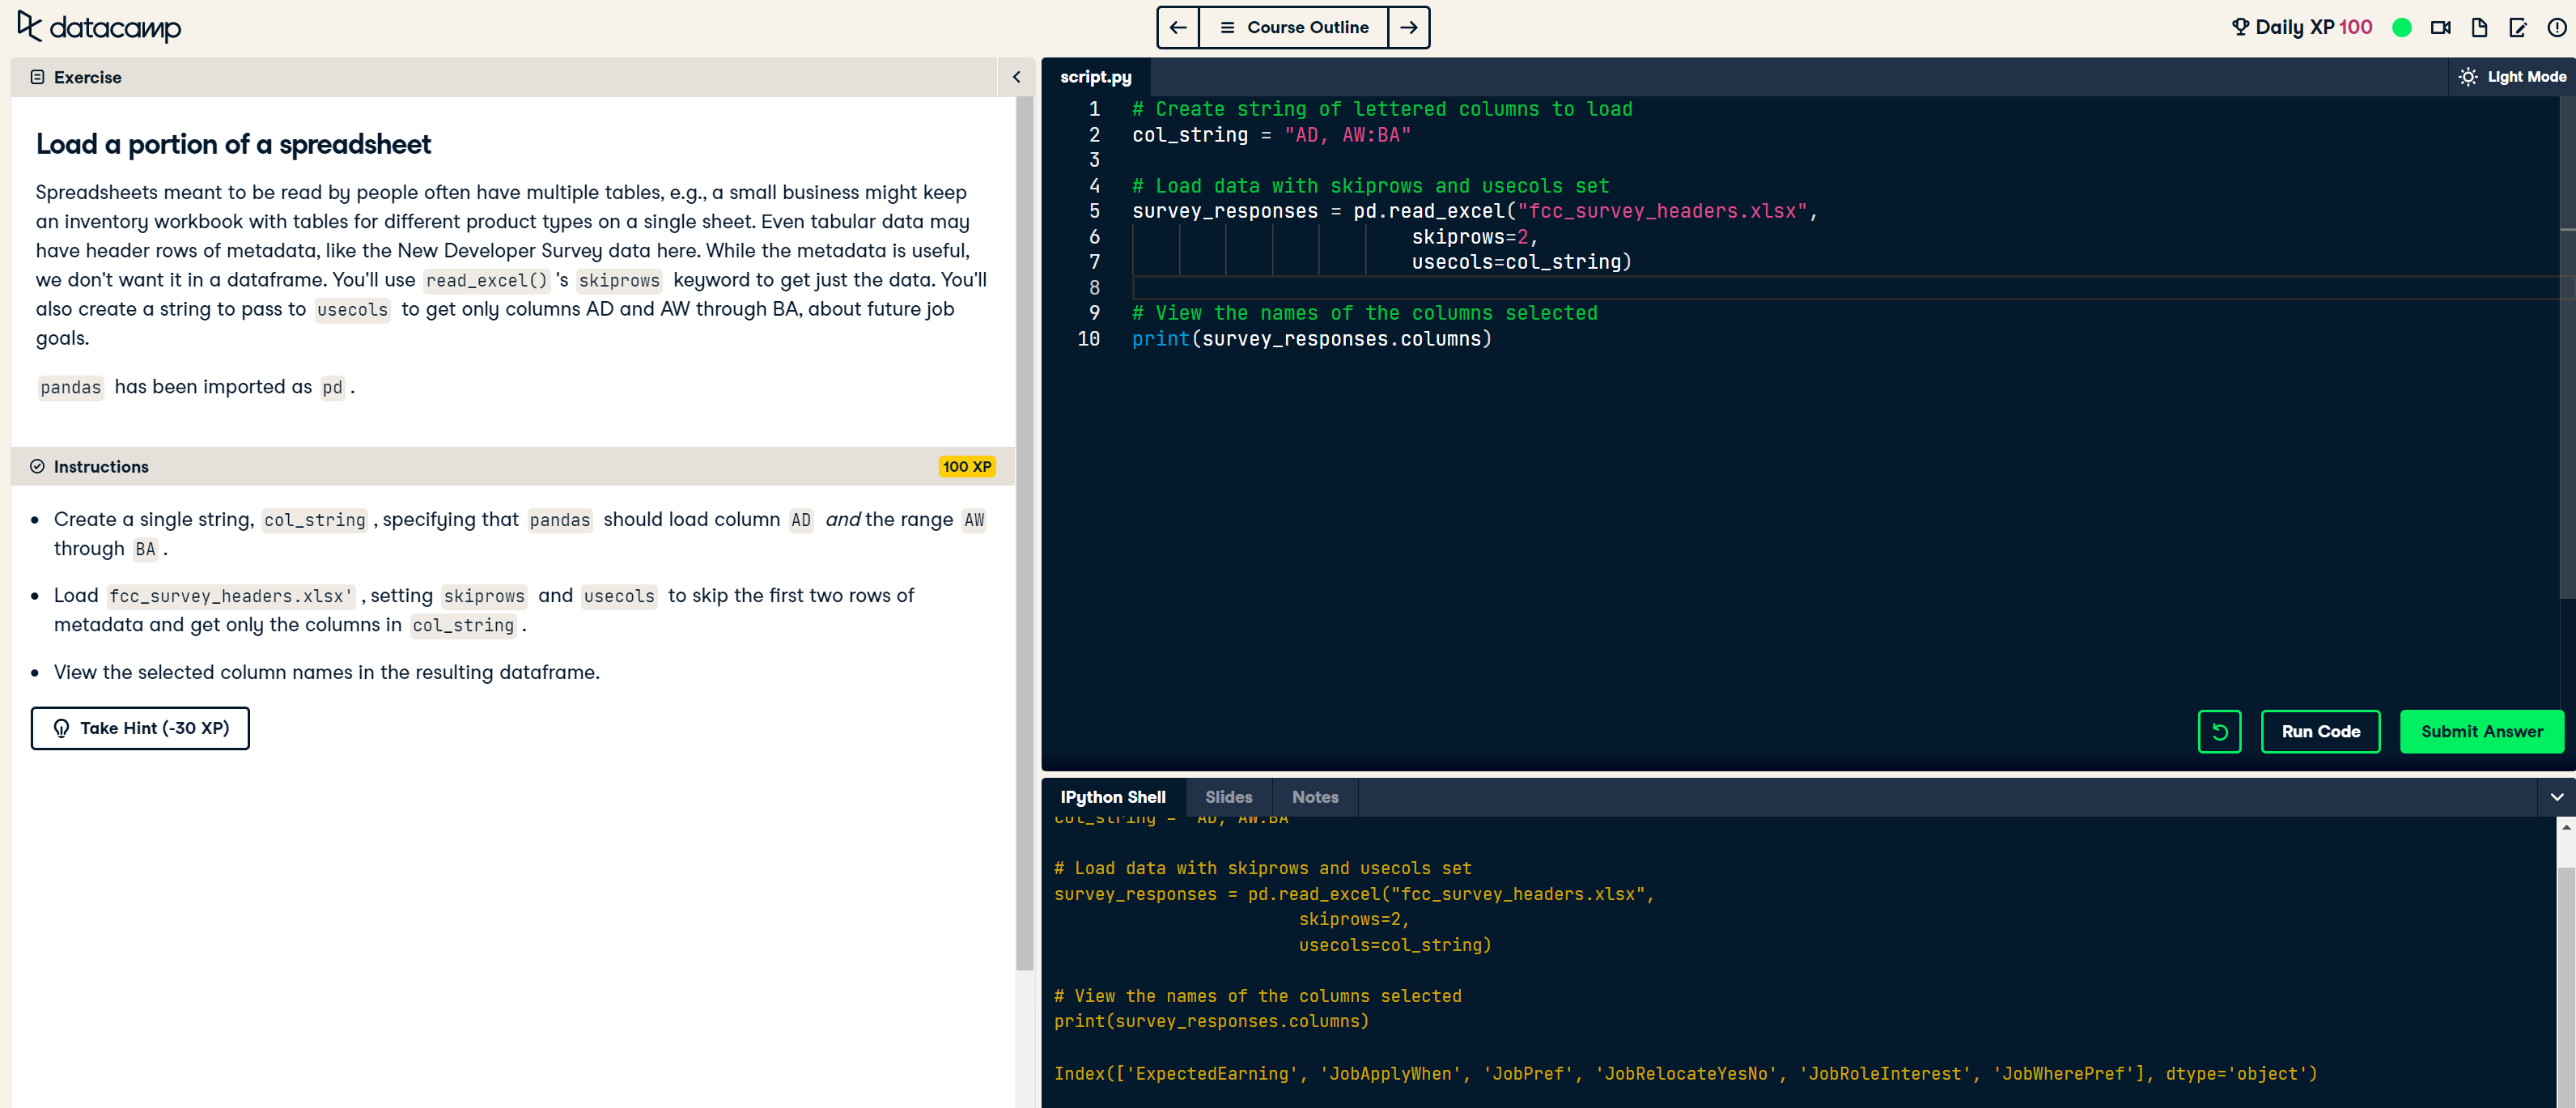 datacamp
Course Outline
Daily XP 100
Exercise
Load a portion of a spreadsheet
Spreadsheets meant to be read by people often have multiple tables, e.g., a small business might keep
an inventory workbook with tables for different product types on a single sheet. Even tabular data may
have header rows of metadata, like the New Developer Survey data here. While the metadata is useful,
we don't want it in a dataframe. You'll use read_excel() 's skiprows keyword to get just the data. You'll
also create a string to pass to usecols to get only columns AD and AW through BA, about future job
goals.
pandas has been imported as pd .
Instructions
100 XP
Create a single string, col_string , specifying that pandas should load column AD and the range AW
through BA .
Load fcc_survey_headers.xlsx' , setting skiprows and usecols to skip the first two rows of
metadata and get only the columns in col_string .
View the selected column names in the resulting dataframe.
Take Hint (-30 XP)
script.py
Light Mode
1 # Create string of lettered columns to load
2 col_string = "AD, AW:BA"
3
4 # Load data with skiprows and usecols set
5 survey_responses = pd.read_excel("fcc_survey_headers.xlsx",
6 skiprows=2,
7 usecols=col_string)
8
9 # View the names of the columns selected
10 print(survey_responses.columns)
Run Code
Submit Answer
IPython Shell
Slides
Notes
col_string = "AD, AW:BA"
# Load data with skiprows and usecols set
survey_responses = pd.read_excel("fcc_survey_headers.xlsx",
skiprows=2,
usecols=col_string)
# View the names of the columns selected
print(survey_responses.columns)
Index(['ExpectedEarning', 'JobApplyWhen', 'JobPref', 'JobRelocateYesNo', 'JobRoleInterest', 'JobWherePref'], dtype='object')